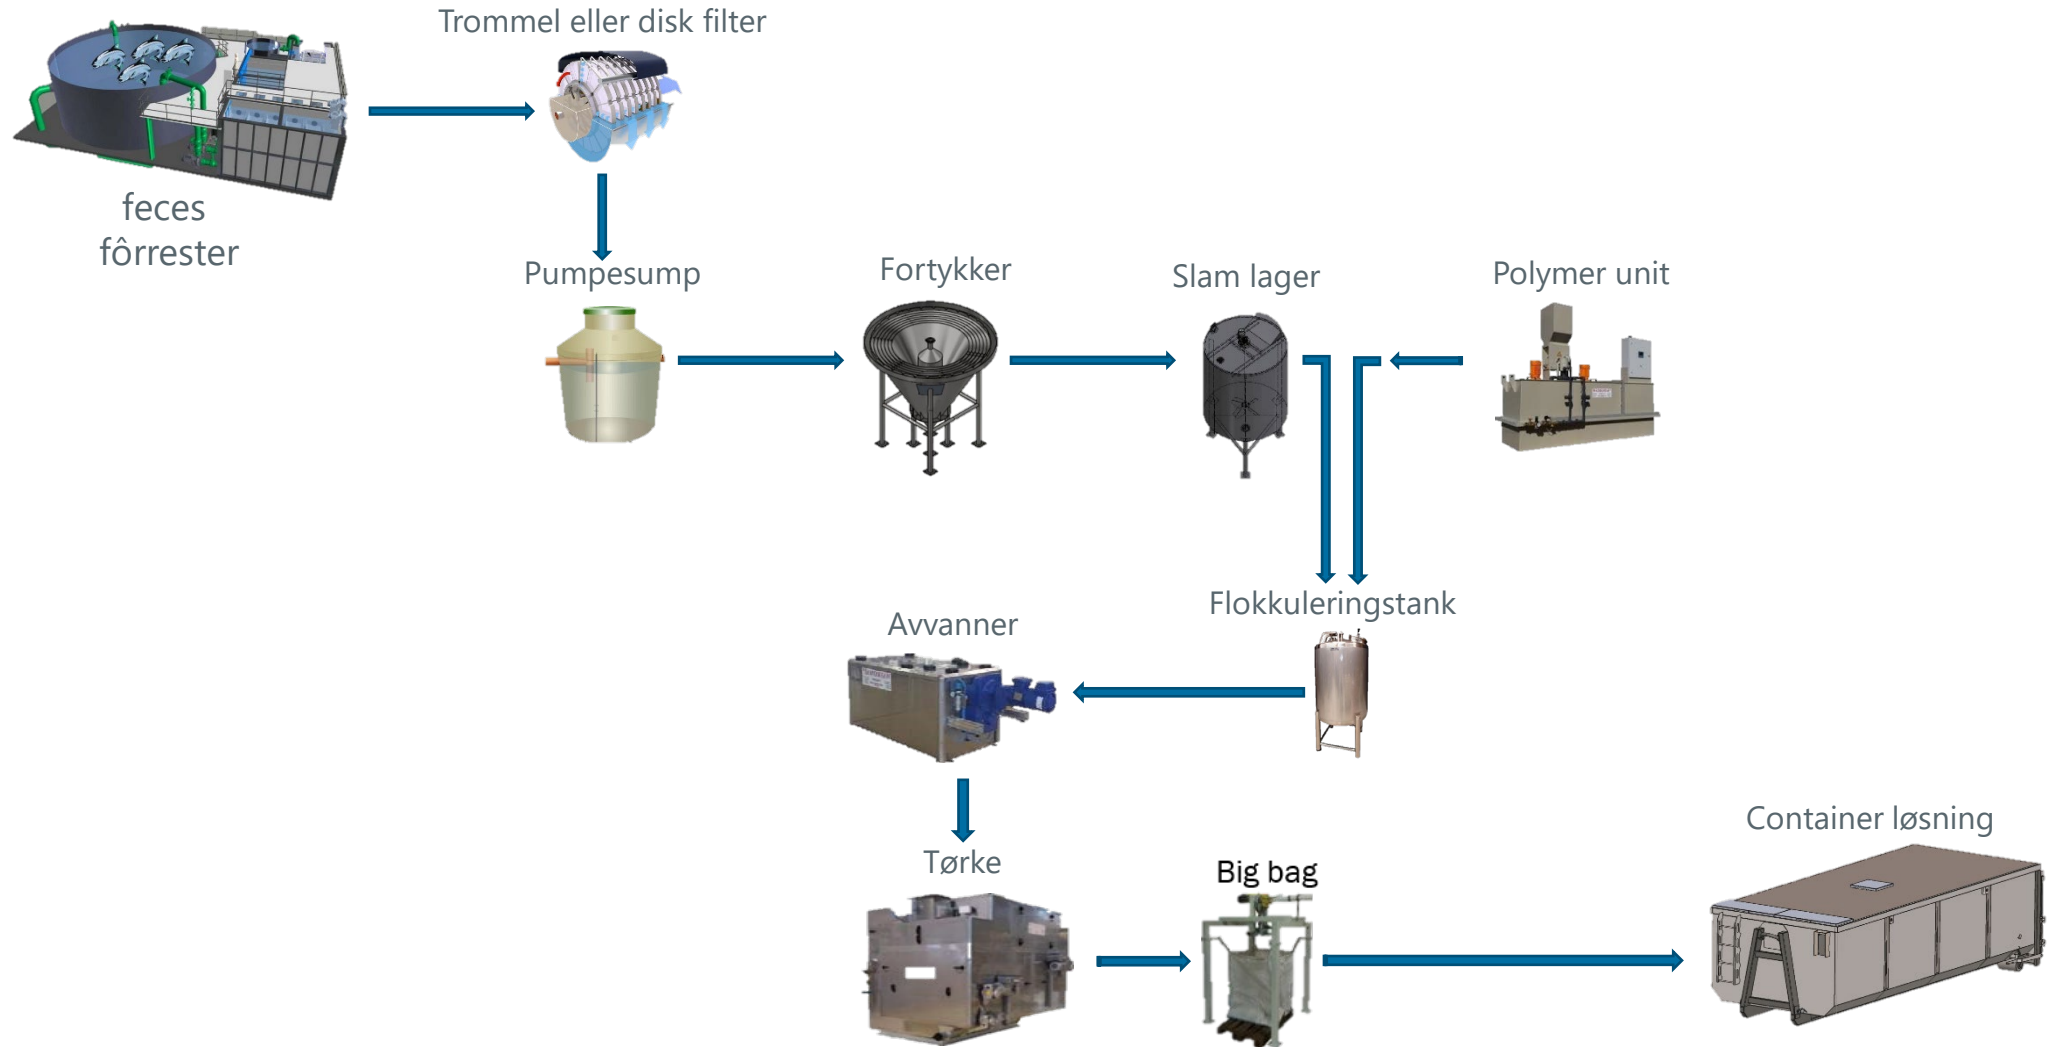 Trommel eller disk filter
feces
fôrrester
Pumpesump
Fortykker
Slam lager
Polymer unit
Flokkuleringstank
Avvanner
Tørke
Big bag
Container løsning